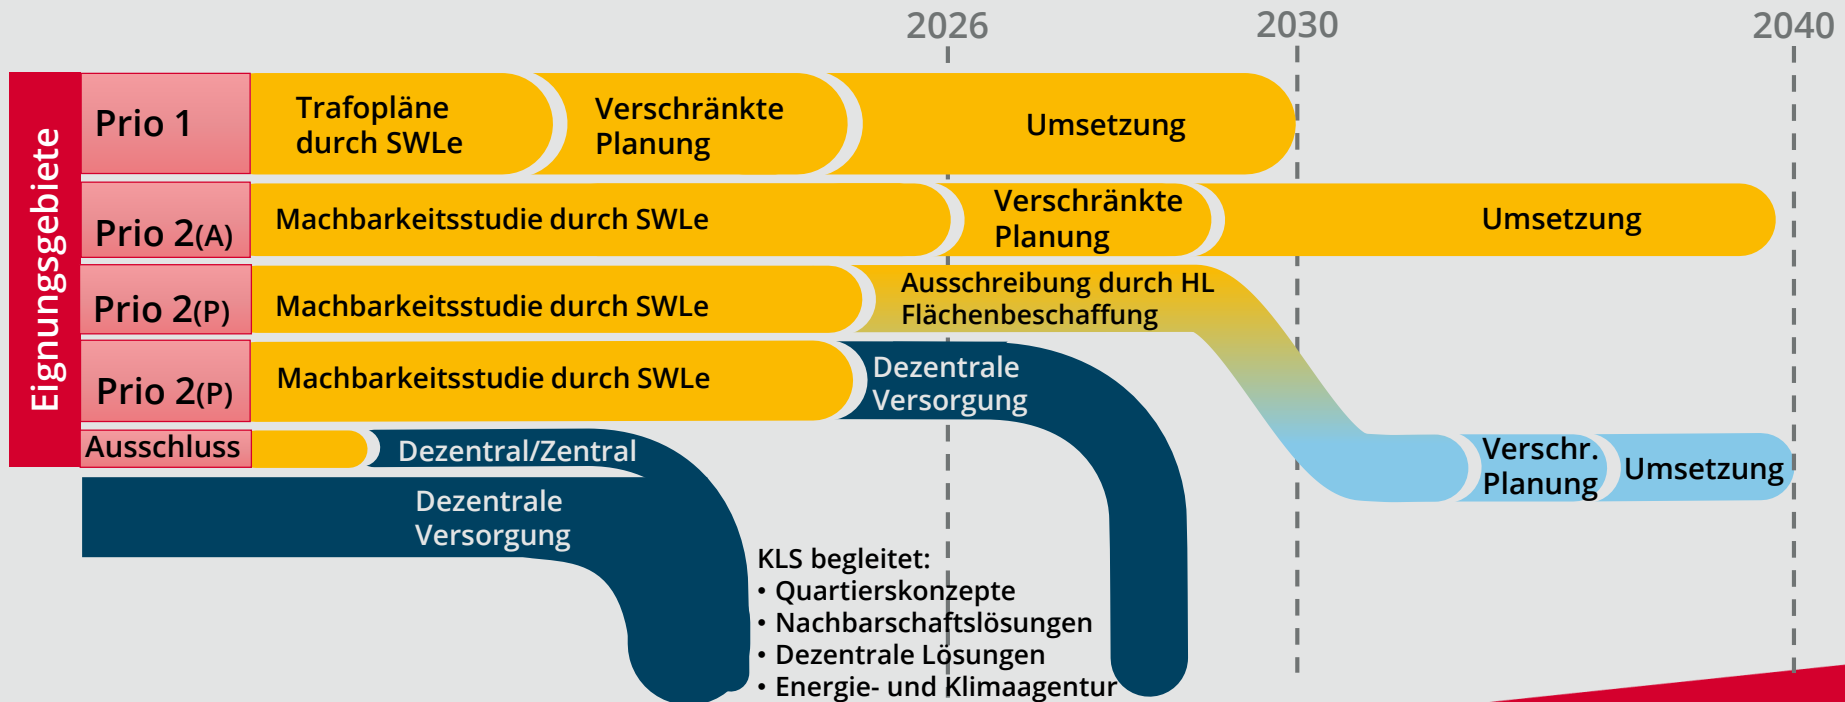 2026
2030
2040
Eignungsgebiete
Prio 1
Trafopläne
durch SWLe
Verschränkte
Planung
Umsetzung
Prio 2(A)
Machbarkeitsstudie durch SWLe
Verschränkte
Planung
Umsetzung
Prio 2(P)
Machbarkeitsstudie durch SWLe
Ausschreibung durch HL
Flächenbeschaffung
Prio 2(P)
Machbarkeitsstudie durch SWLe
Dezentrale
Versorgung
Ausschluss
Dezentral/Zentral
Verschr.
Planung
Umsetzung
Dezentrale
Versorgung
KLS begleitet:
• Quartierskonzepte
• Nachbarschaftslösungen
• Dezentrale Lösungen
• Energie- und Klimaagentur